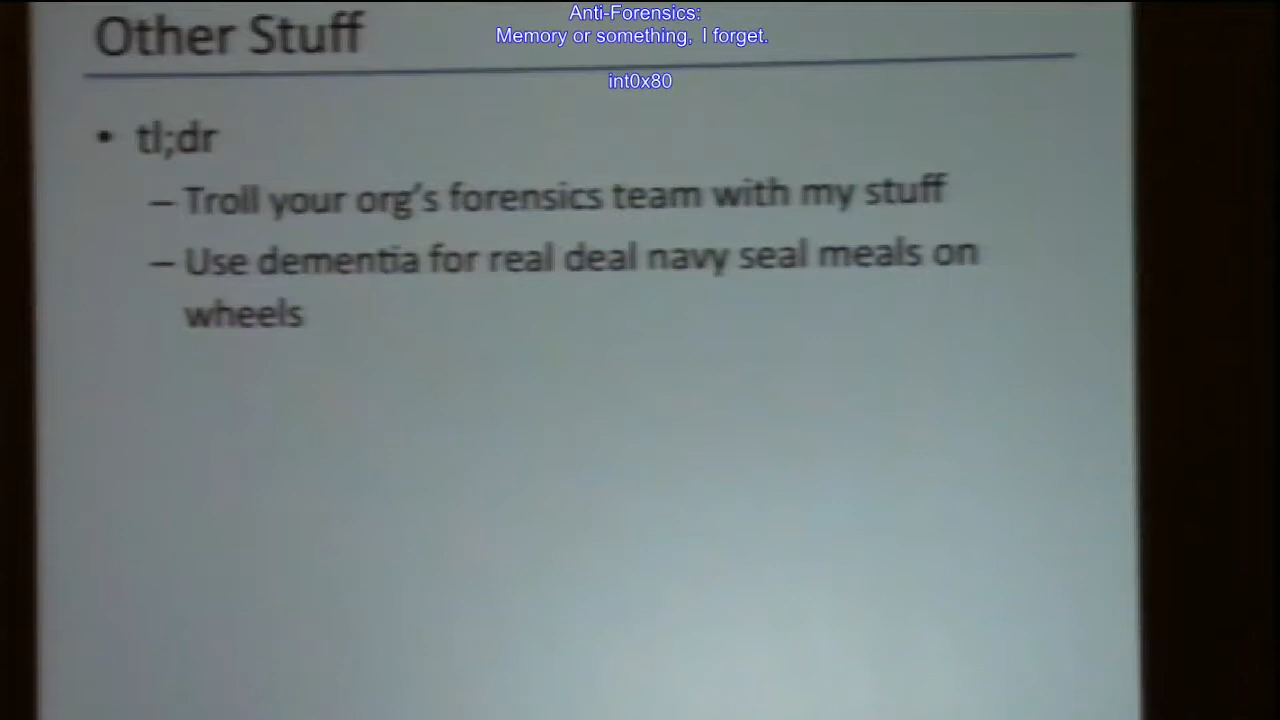 Anti-Forensics:
Memory or something, I forget.
int0x80
Other Stuff
• tl;dr
– Troll your org's forensics team with my stuff
– Use dementia for real deal navy seal meals on
wheels